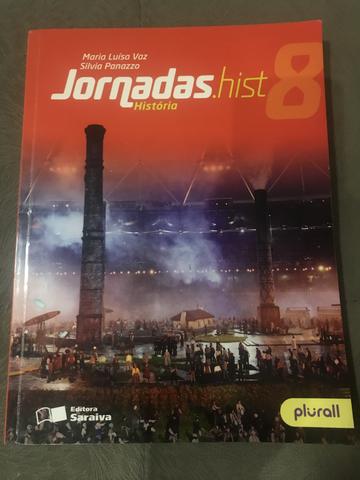 Maria Luísa Vaz
Silvia Panazzo
Jornadas.hist 8
História
Editora
Saraiva
plurall